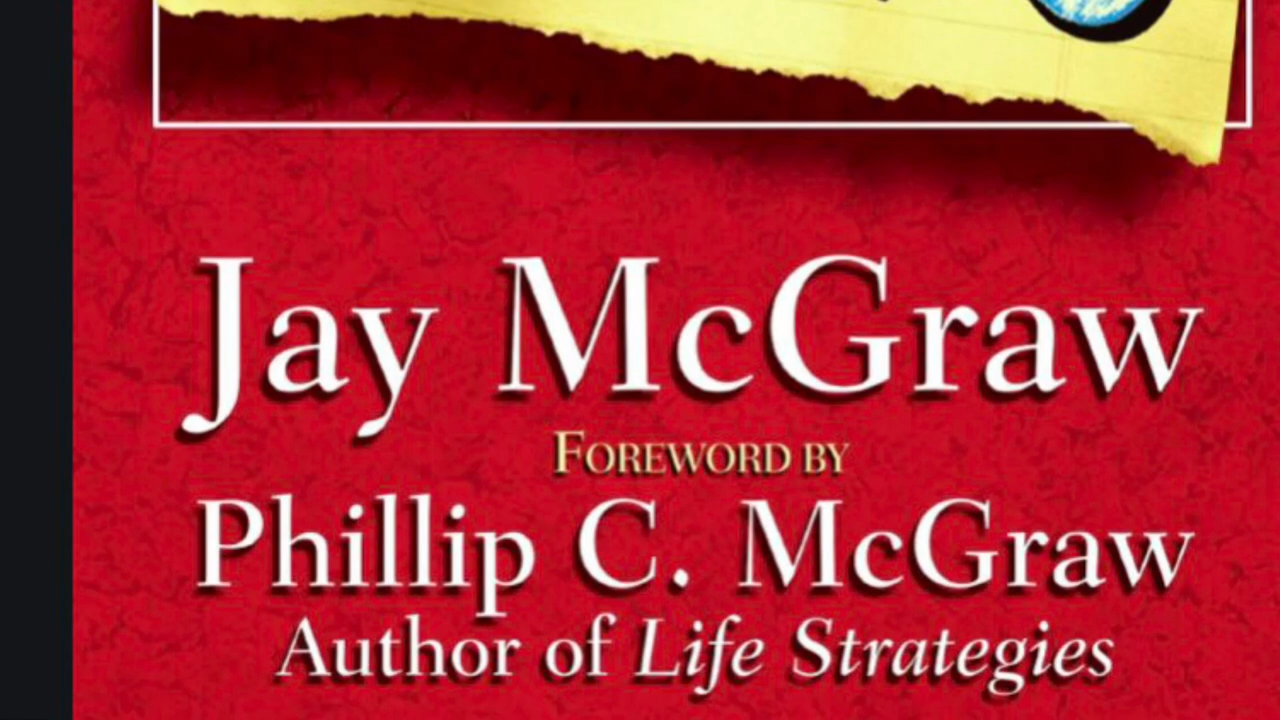 Jay McGraw
FOREWORD BY
Phillip C. McGraw
Author of Life Strategies